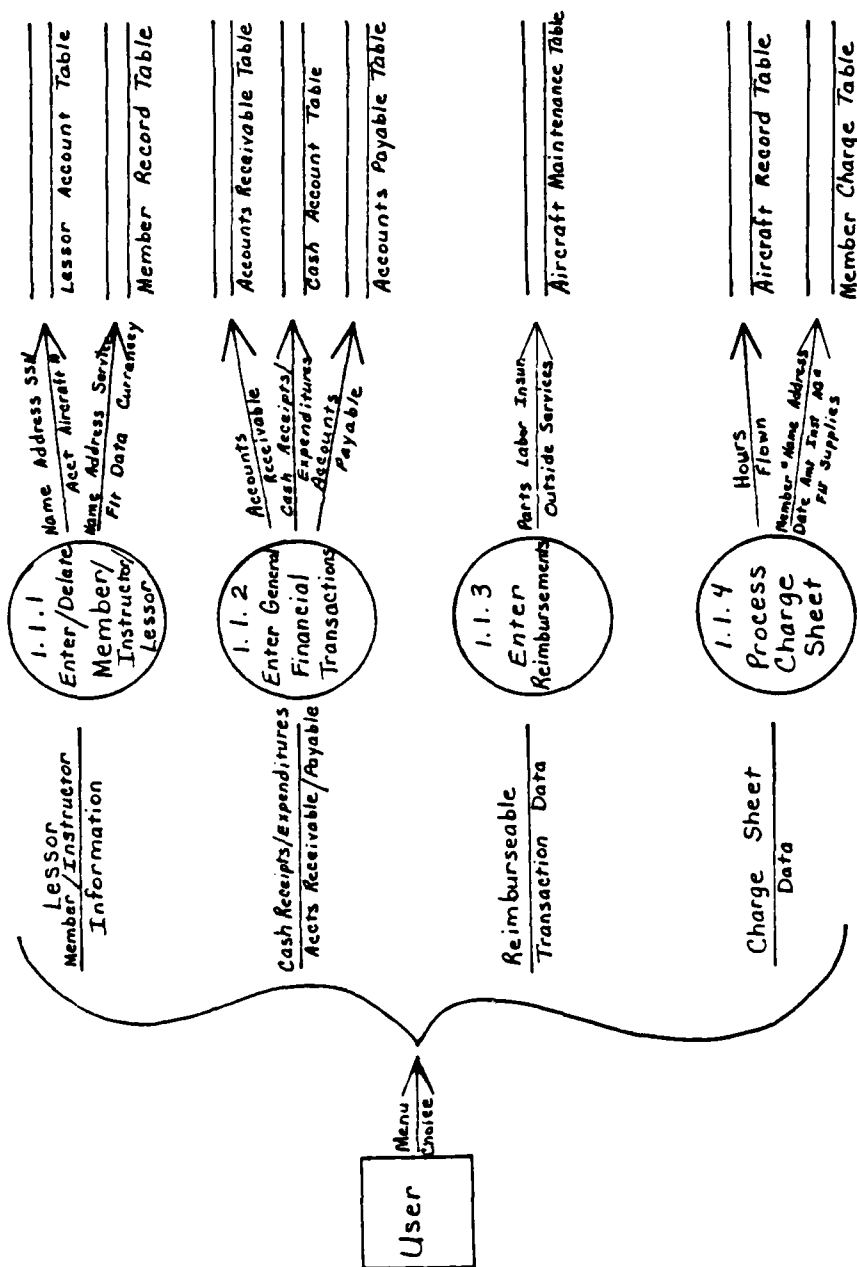 User
Menu
Choice
Lessor
Member/Instructor
Information
1.1.1
Enter/Delete
Member/
Instructor/
Lessor
Name Address SSN
Acct Aircraft #
Name Address Service
Flt Data Currancey
Lessor Account Table
Member Record Table
Cash Receipts/Expenditures
Accts Receivable/Payable
1.1.2
Enter General
Financial
Transactions
Accounts
Receivable
Cash Receipts/
Expenditures
Accounts
Payable
Accounts Receivable Table
Cash Account Table
Accounts Payable Table
Reimburseable
Transaction Data
1.1.3
Enter
Reimbursements
Parts Labor Insur
Outside Services
Aircraft Maintenance Table
Charge Sheet
Data
1.1.4
Process
Charge
Sheet
Hours
Flown
Member # Name Address
Date Amt Inst
Flt Supplies
Aircraft Record Table
Member Charge Table